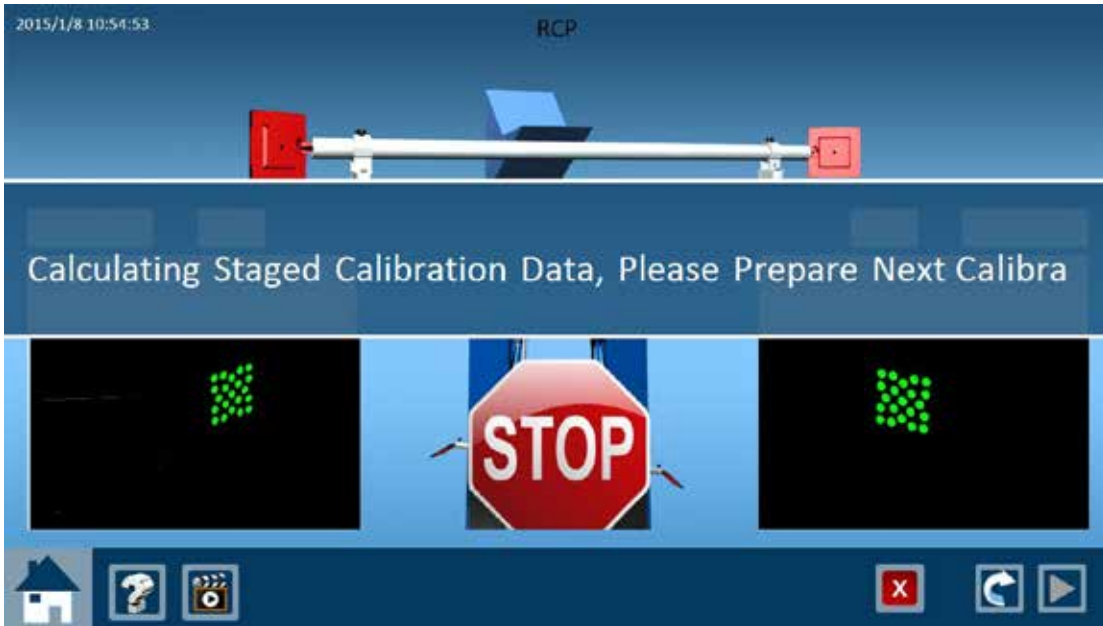 2015/1/8 10:54:53
RCP
Calculating Staged Calibration Data, Please Prepare Next Calibra
STOP
X